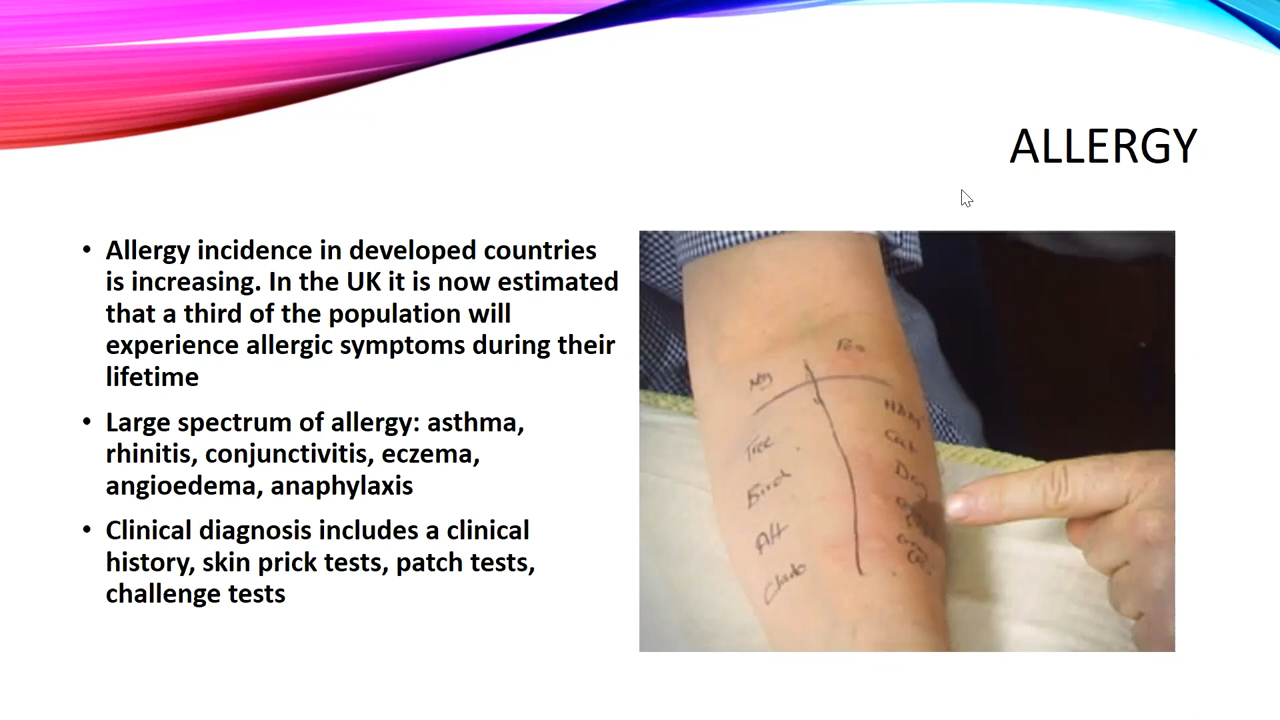 ALLERGY
• Allergy incidence in developed countries
is increasing. In the UK it is now estimated
that a third of the population will
experience allergic symptoms during their
lifetime
• Large spectrum of allergy: asthma,
rhinitis, conjunctivitis, eczema,
angioedema, anaphylaxis
• Clinical diagnosis includes a clinical
history, skin prick tests, patch tests,
challenge tests
Neg
Tree
Birch
Alt
Clado
Dog